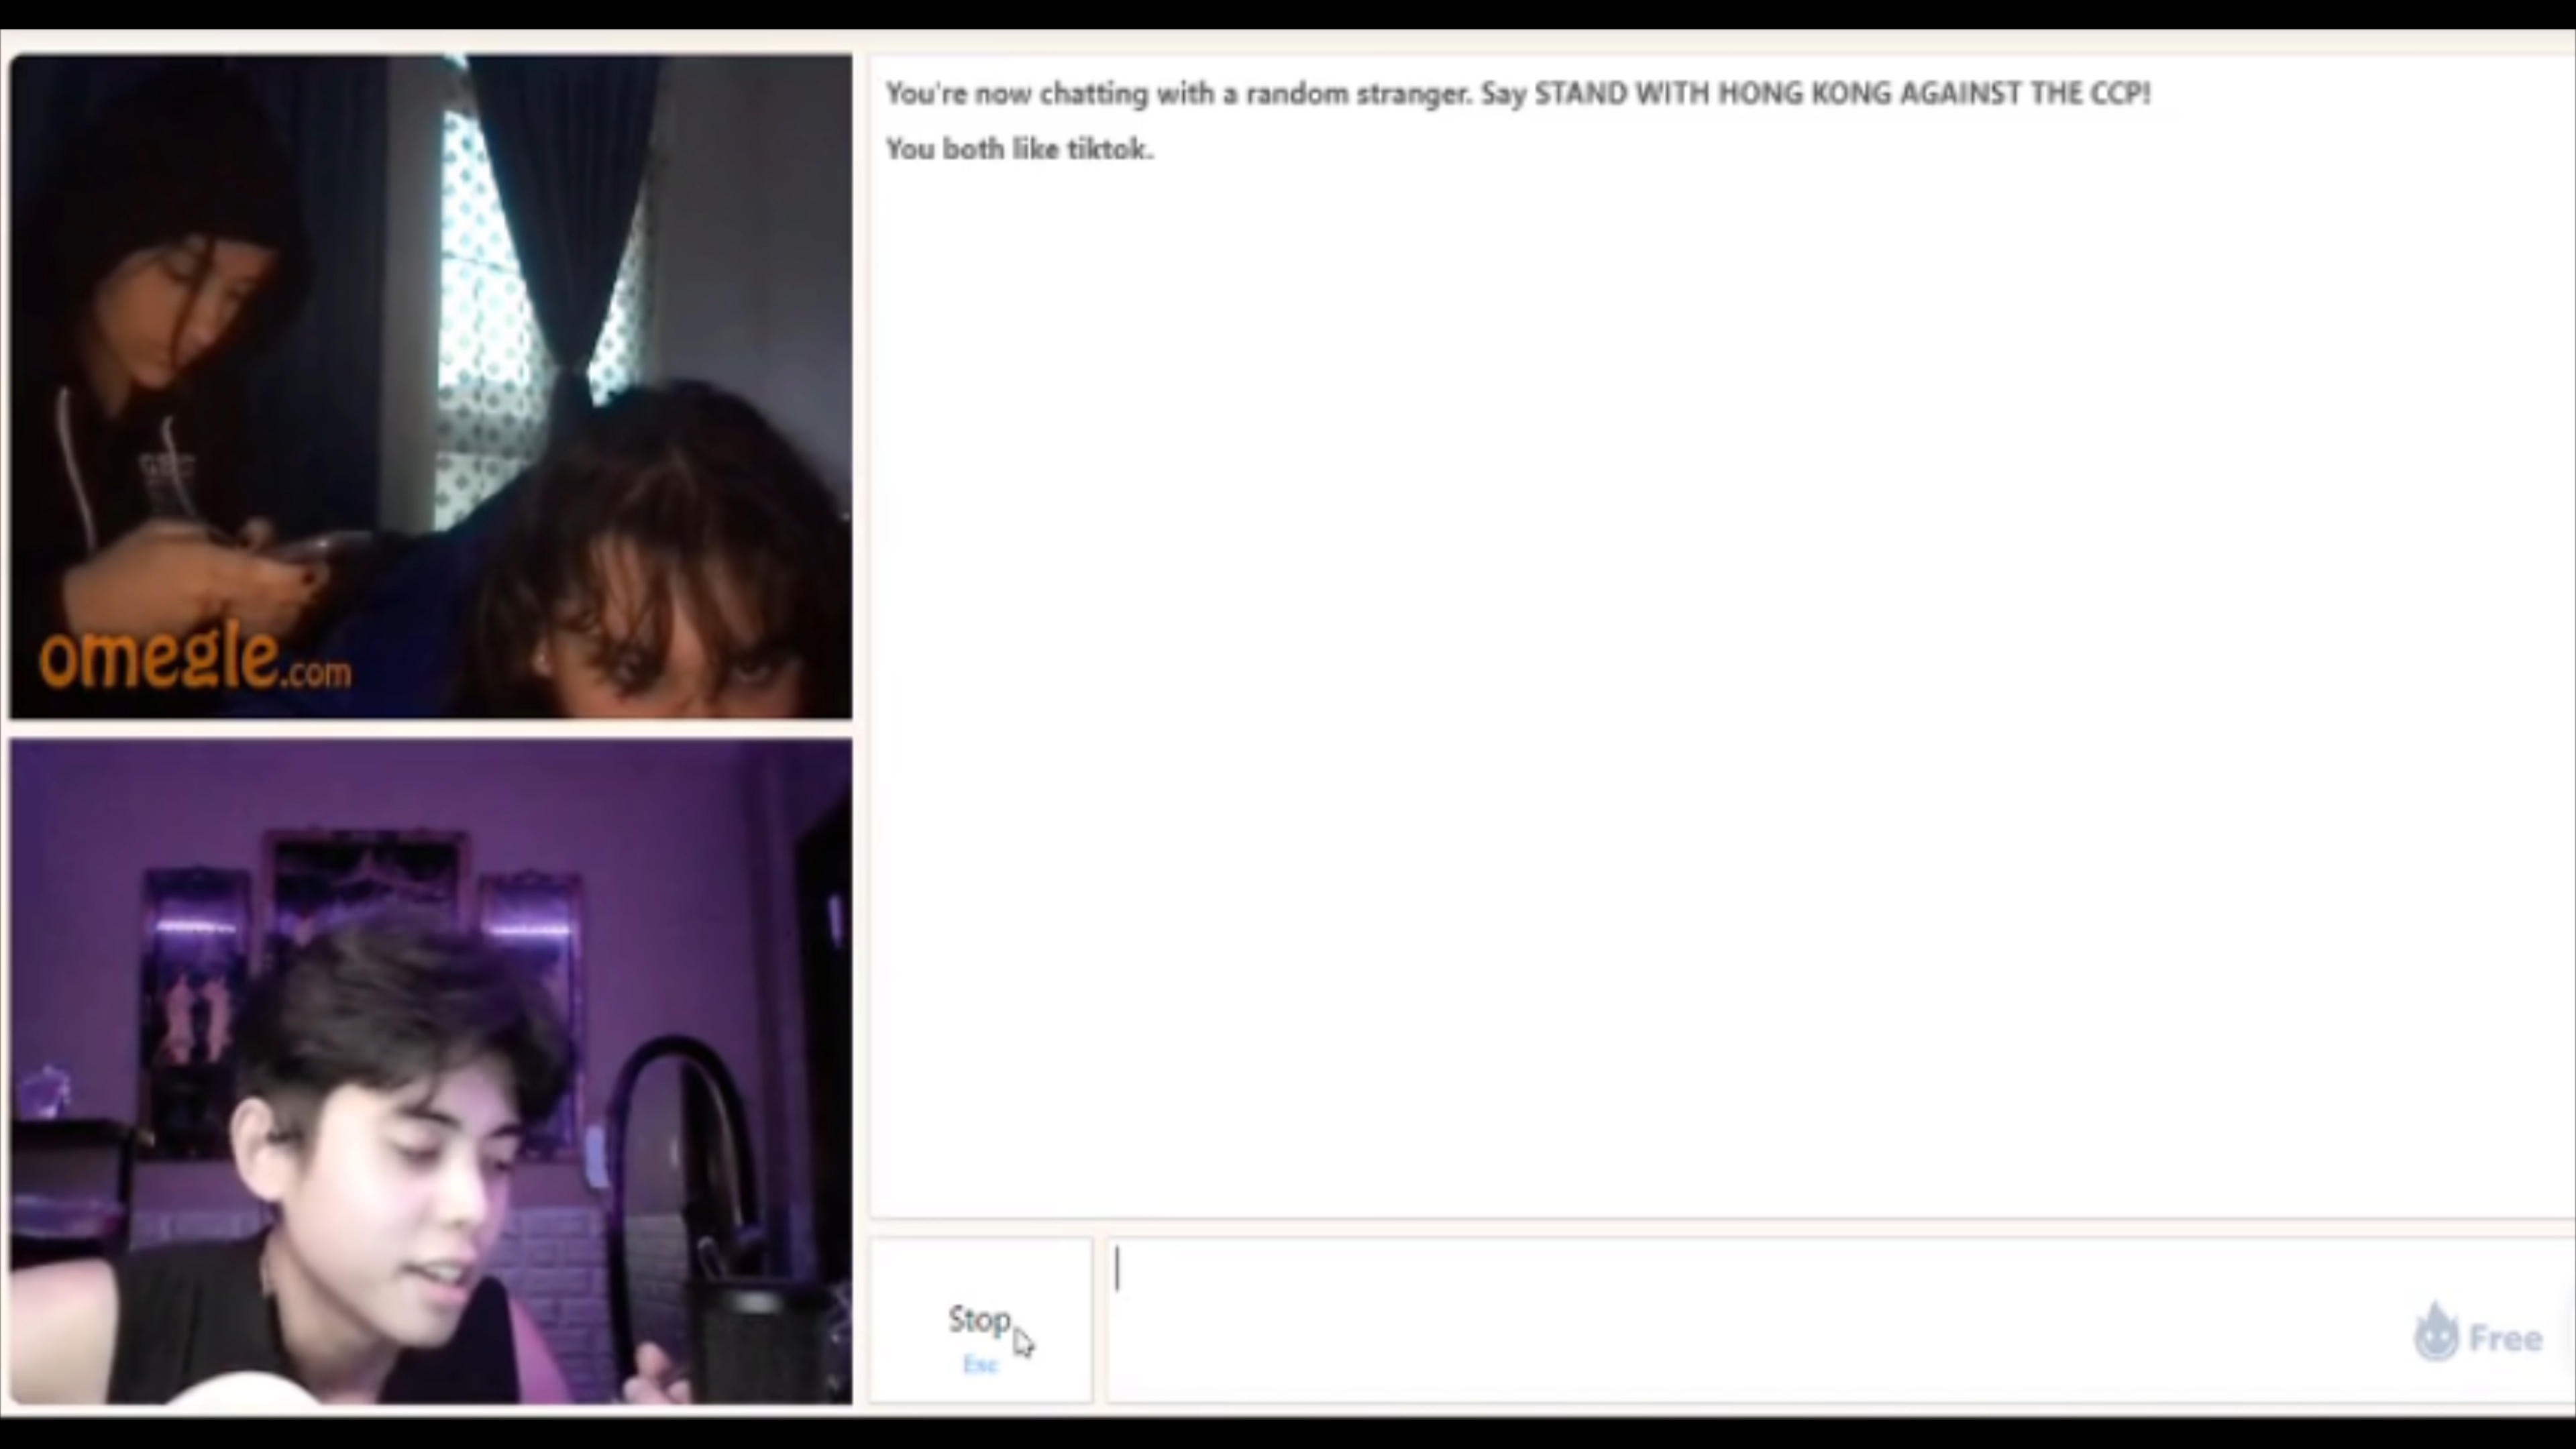 You're now chatting with a random stranger. Say STAND WITH HONG KONG AGAINST THE CCP!
You both like tiktok.
omegle.com
Stop
Esc
Free